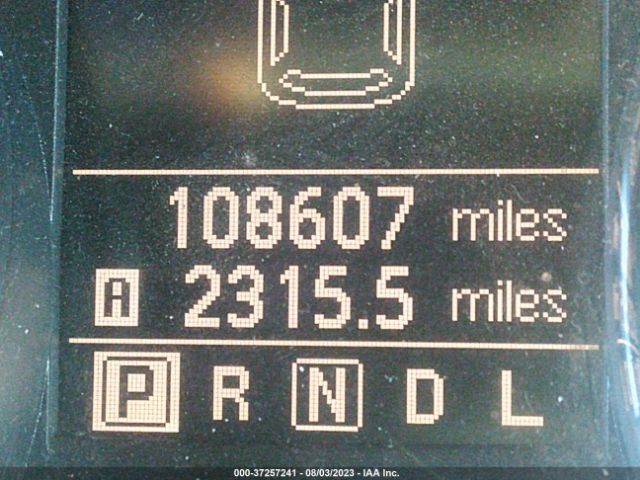 108607 miles
A 2315.5 miles
P R N D L
000-37257241 - 08/03/2023 - IAA Inc.